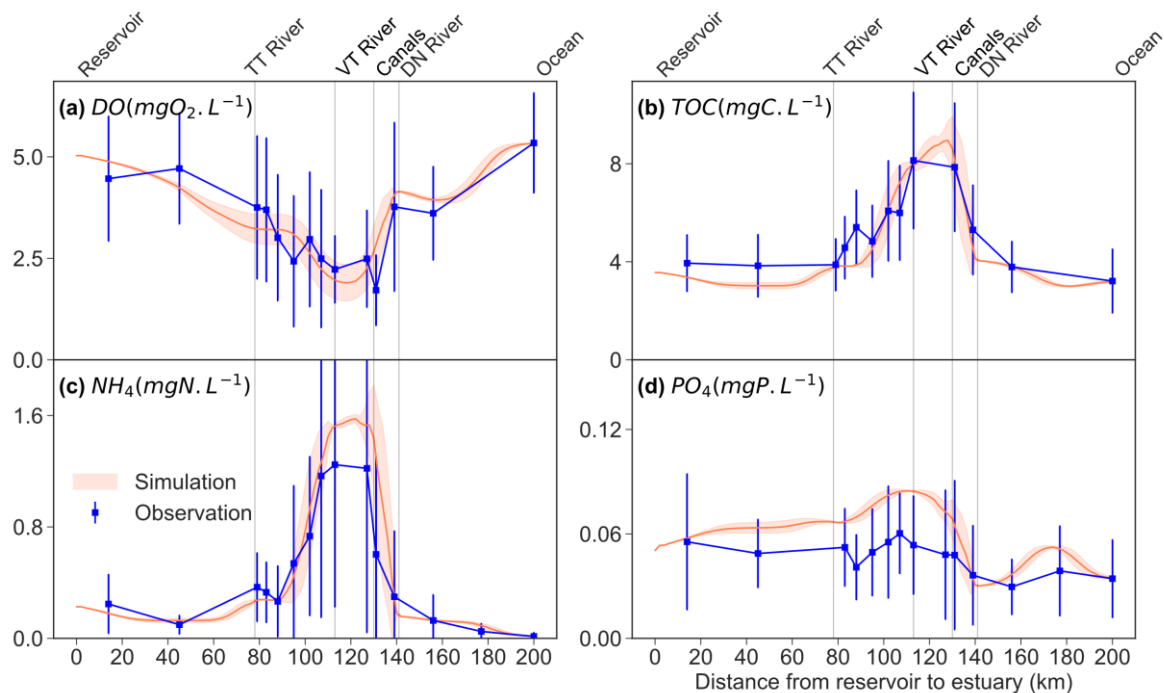 Reservoir TT River VT River Canals DN River Ocean
Reservoir TT River VT River Canals DN River Ocean
(a) DO(mgO₂.L⁻¹)
(b) TOC(mgC.L⁻¹)
5.0
2.5
0.0
8
4
0
(c) NH₄(mgN.L⁻¹)
(d) PO₄(mgP.L⁻¹)
1.6
0.8
0.0
Simulation
Observation
0.12
0.06
0.00
0 20 40 60 80 100 120 140 160 180 200
0 20 40 60 80 100 120 140 160 180 200
Distance from reservoir to estuary (km)